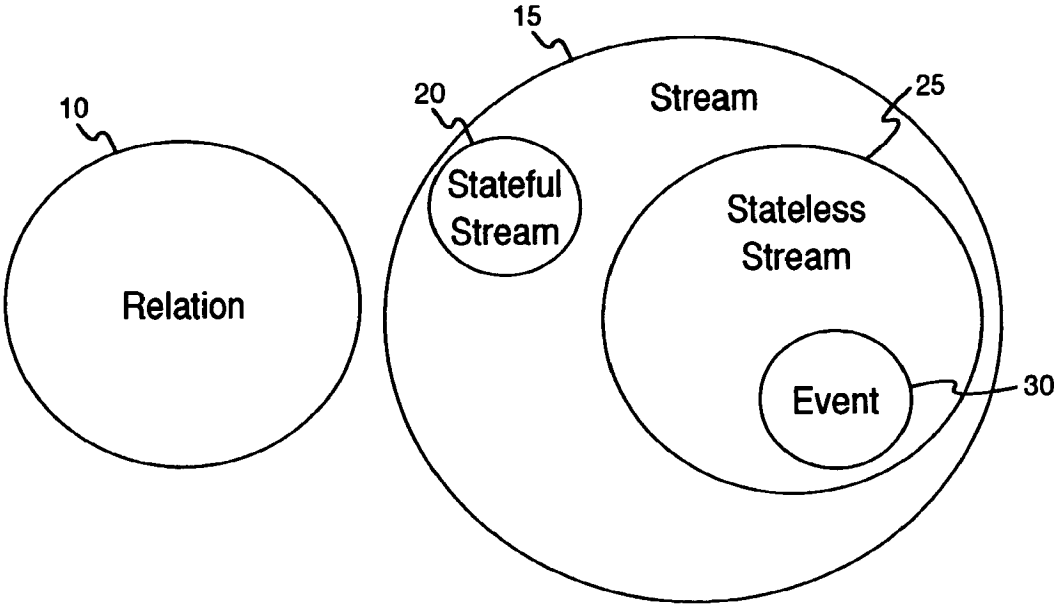 15
Stream
25
20
10
Stateful
Stream
Stateless
Stream
Relation
Event
30